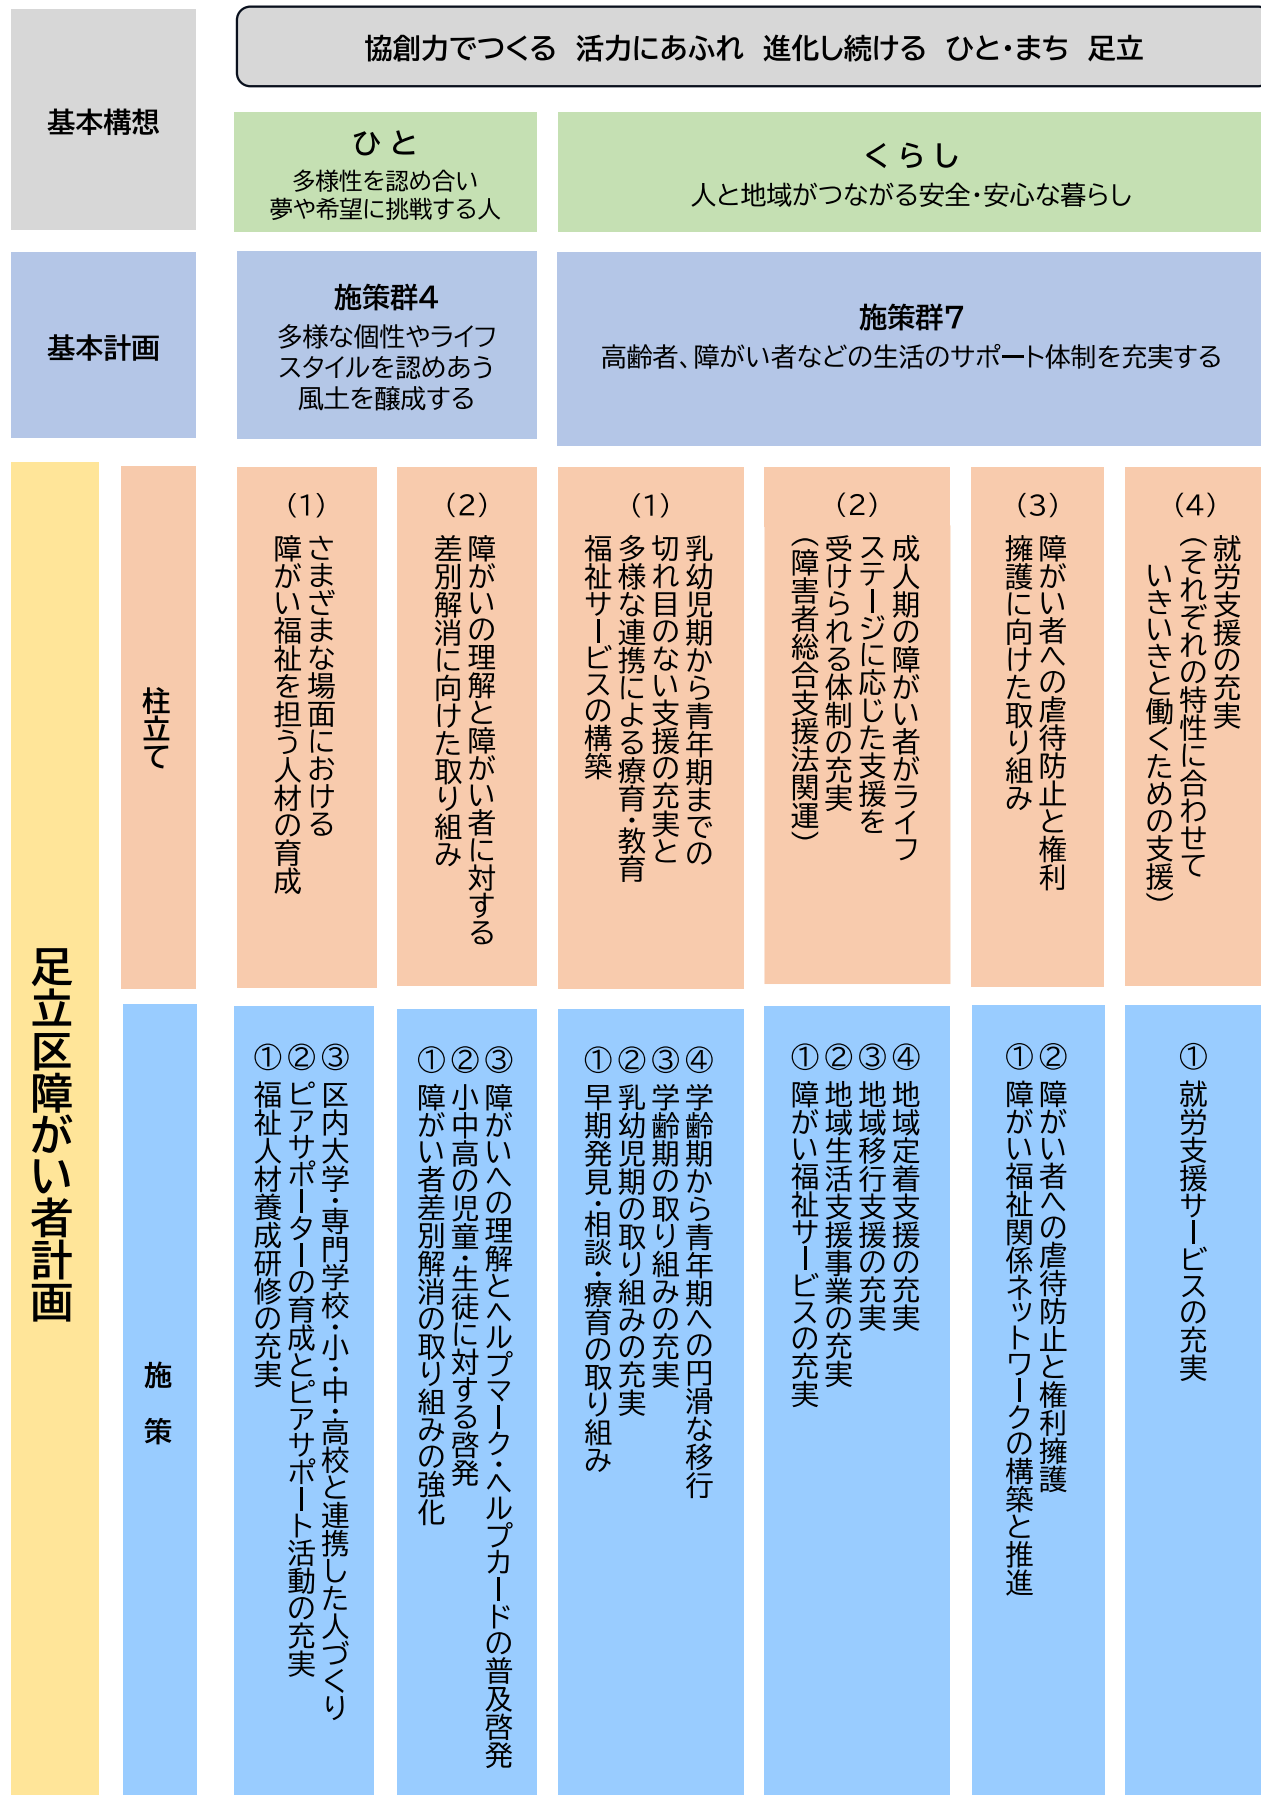 基本構想
協創力でつくる　活力にあふれ　進化し続ける　ひと・まち　足立
ひ と
多様性を認め合い
夢や希望に挑戦する人
く ら し
人と地域がつながる安全・安心な暮らし
基本計画
施策群4
多様な個性やライフ
スタイルを認めあう
風土を醸成する
施策群7
高齢者、障がい者などの生活のサポート体制を充実する
足立区障がい者計画
柱立て
（1）
さまざまな場面における
障がい福祉を担う人材の育成
（2）
障がいの理解と障がい者に対する
差別解消に向けた取り組み
（1）
乳幼児期から青年期までの
切れ目のない支援の充実と
多様な連携による療育・教育
福祉サービスの構築
（2）
成人期の障がい者がライフ
ステージに応じた支援を
受けられる体制の充実
（障害者総合支援法関運）
（3）
障がい者への虐待防止と権利
擁護に向けた取り組み
（4）
就労支援の充実
（それぞれの特性に合わせて
いきいきと働くための支援）
施　策
① 福祉人材養成研修の充実
② ピアサポーターの育成とピアサポート活動の充実
③ 区内大学・専門学校・小・中・高校と連携した人づくり
① 障がい者差別解消の取り組みの強化
② 小中高の児童・生徒に対する啓発
③ 障がいへの理解とヘルプマーク・ヘルプカードの普及啓発
① 早期発見・相談・療育の取り組み
② 乳幼児期の取り組みの充実
③ 学齢期の取り組みの充実
④ 学齢期から青年期への円滑な移行
① 障がい福祉サービスの充実
② 地域生活支援事業の充実
③ 地域移行支援の充実
④ 地域定着支援の充実
① 障がい福祉関係ネットワークの構築と推進
② 障がい者への虐待防止と権利擁護
① 就労支援サービスの充実